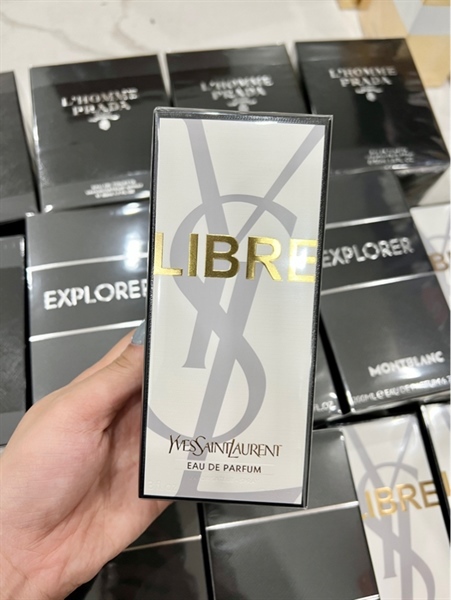 L'HOMME
PRADA
L'HOMME
PRADA
L'HOMME
PRADA
LIBRE
YVESSAINTLAURENT
EAU DE PARFUM
EXPLORER
EXPLORER
MONTBLANC
LIBRE